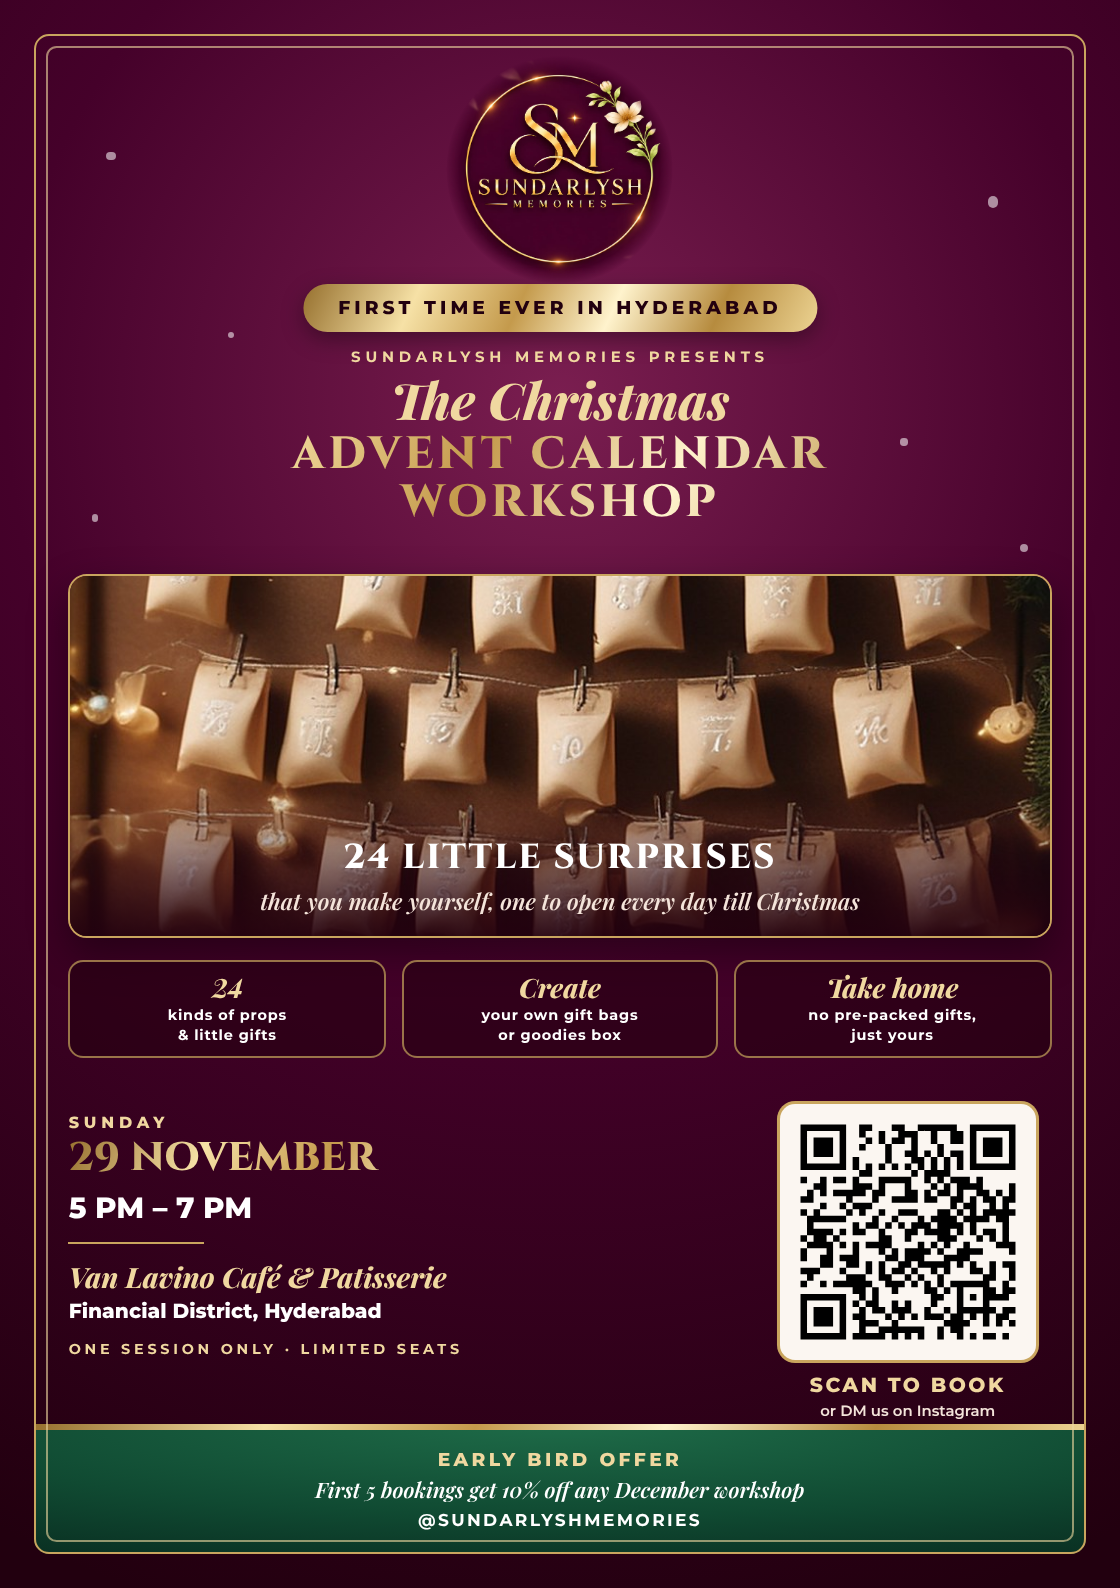 SM
SUNDARLYSH
MEMORIES
FIRST TIME EVER IN HYDERABAD
SUNDARLYSH MEMORIES PRESENTS
The Christmas
ADVENT CALENDAR
WORKSHOP
24 LITTLE SURPRISES
that you make yourself, one to open every day till Christmas
24
kinds of props
& little gifts
Create
your own gift bags
or goodies box
Take home
no pre-packed gifts,
just yours
SUNDAY
29 NOVEMBER
5 PM – 7 PM
Van Lavino Café & Patisserie
Financial District, Hyderabad
ONE SESSION ONLY · LIMITED SEATS
SCAN TO BOOK
or DM us on Instagram
EARLY BIRD OFFER
First 5 bookings get 10% off any December workshop
@SUNDARLYSHMEMORIES